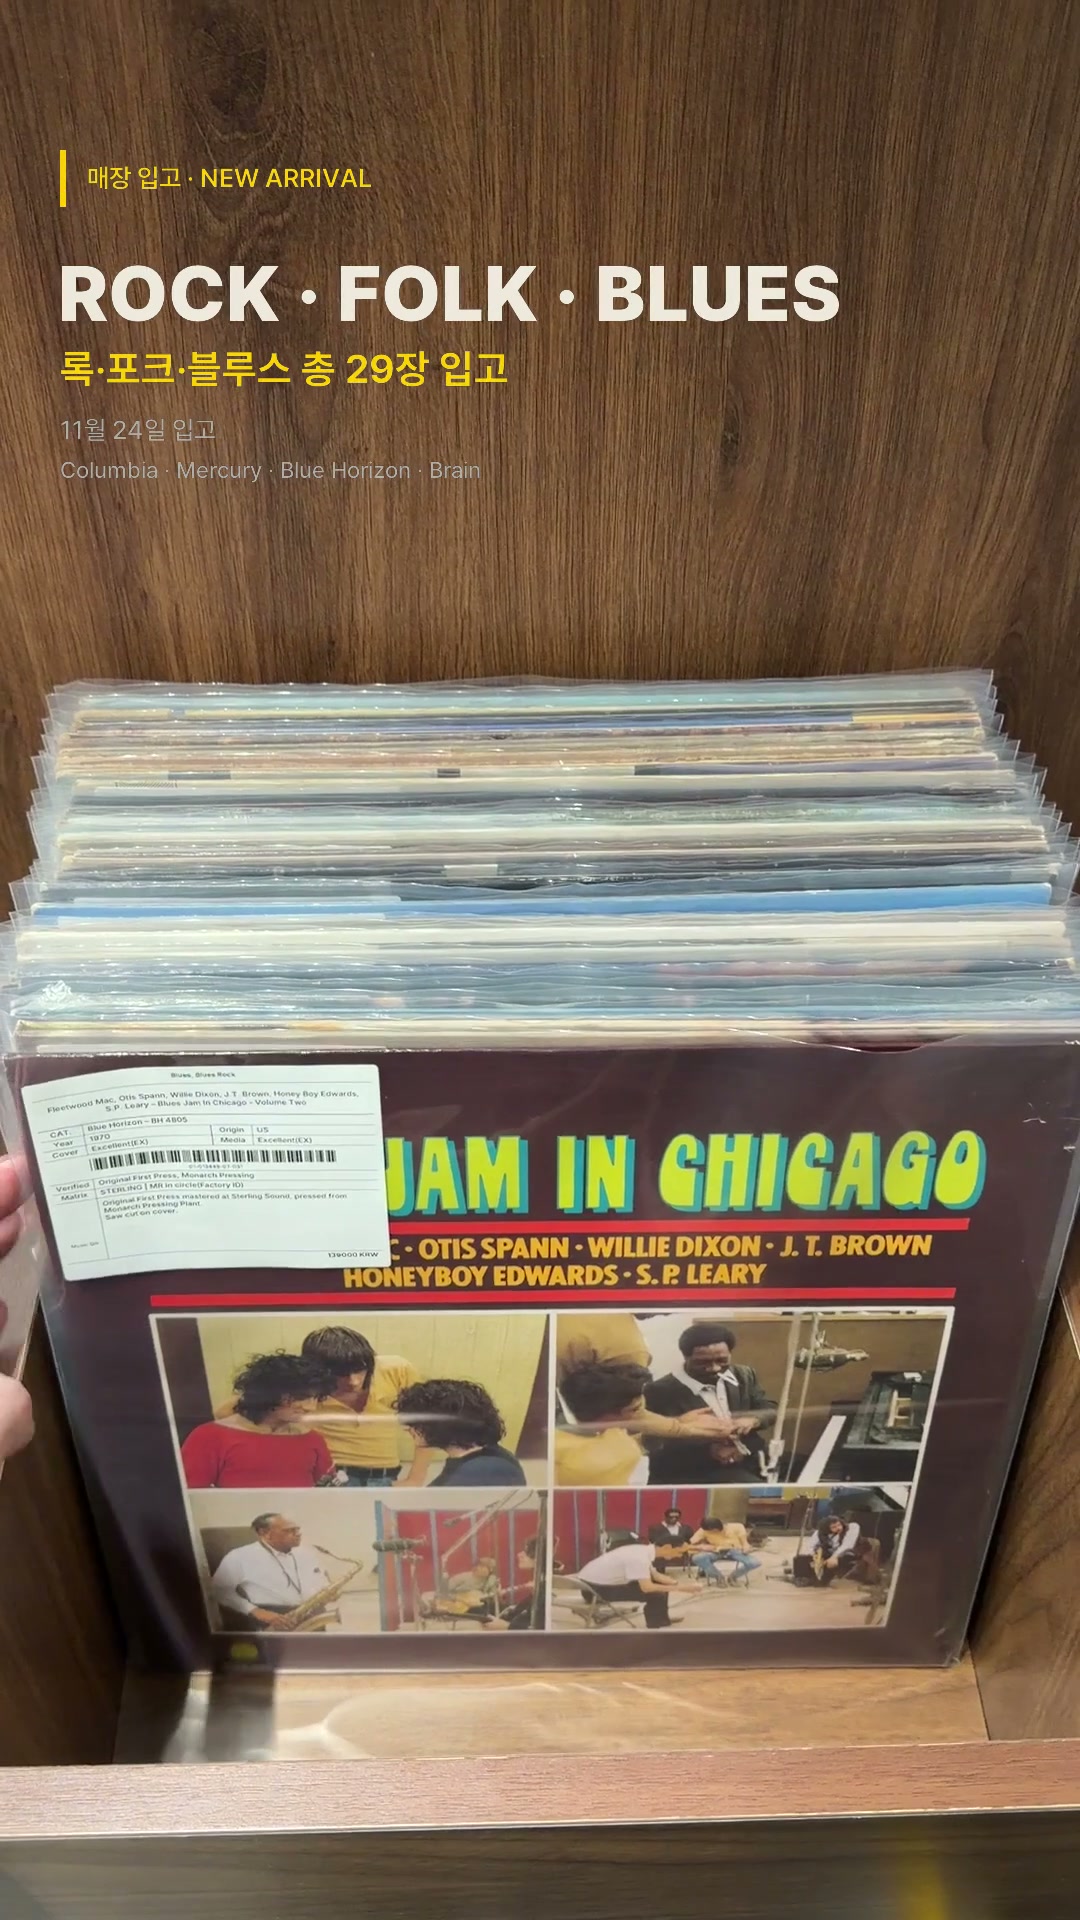 매장 입고 · NEW ARRIVAL
ROCK · FOLK · BLUES
록·포크·블루스 총 29장 입고
11월 24일 입고
Columbia · Mercury · Blue Horizon · Brain
Blues, Blues Rock
Fleetwood Mac, Otis Spann, Willie Dixon, J.T. Brown, Honey Boy Edwards,
S.P. Leary – Blues Jam In Chicago - Volume Two
CAT. Blue Horizon – BH 4805
Year 1970 Origin US
Cover Excellent(EX) Media Excellent(EX)
Verified Original First Press, Monarch Pressing
Matrix STERLING | MR in circle(Factory ID)
Original First Press mastered at Sterling Sound, pressed from
Monarch Pressing Plant.
Saw cut on cover.
139000 KRW
JAM IN CHICAGO
C · OTIS SPANN · WILLIE DIXON · J. T. BROWN
HONEYBOY EDWARDS · S.P. LEARY